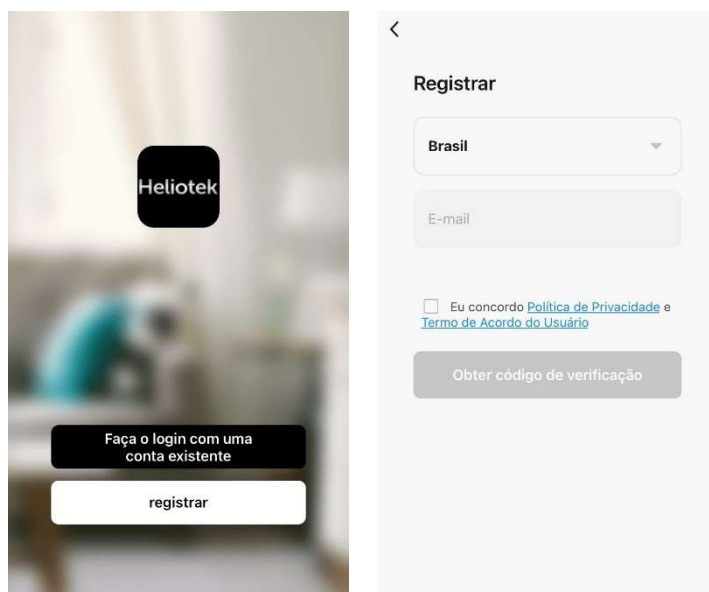 Heliotek
Faça o login com uma
conta existente
registrar
Registrar
Brasil
E-mail
Eu concordo Política de Privacidade e
Termo de Acordo do Usuário
Obter código de verificação